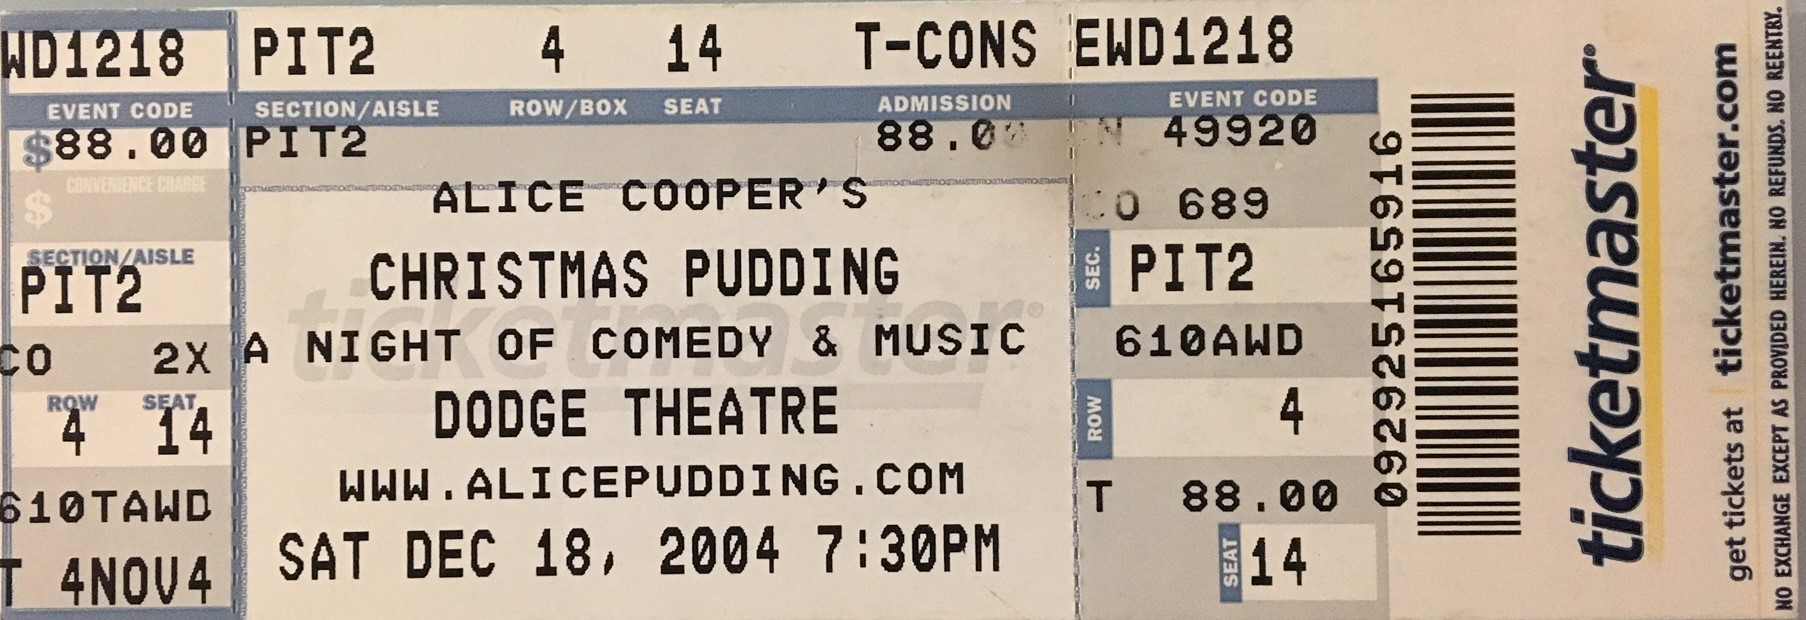 WD1218
EVENT CODE
$88.00
CONVENIENCE CHARGE
$
SECTION/AISLE
PIT2
CO 2X
ROW SEAT
4 14
610TAWD
T 4NOV4
PIT2 4 14 T-CONS
SECTION/AISLE ROW/BOX SEAT ADMISSION
PIT2 88.00
ALICE COOPER'S
CHRISTMAS PUDDING
ticketmaster®
A NIGHT OF COMEDY & MUSIC
DODGE THEATRE
WWW.ALICEPUDDING.COM
SAT DEC 18, 2004 7:30PM
EWD1218
EVENT CODE
CN 49920
CO 689
SEC. PIT2
610AWD
ROW 4
T 88.00
SEAT 14
092925165916
ticketmaster®
get tickets at ticketmaster.com
NO EXCHANGE EXCEPT AS PROVIDED HEREIN. NO REFUNDS. NO REENTRY.